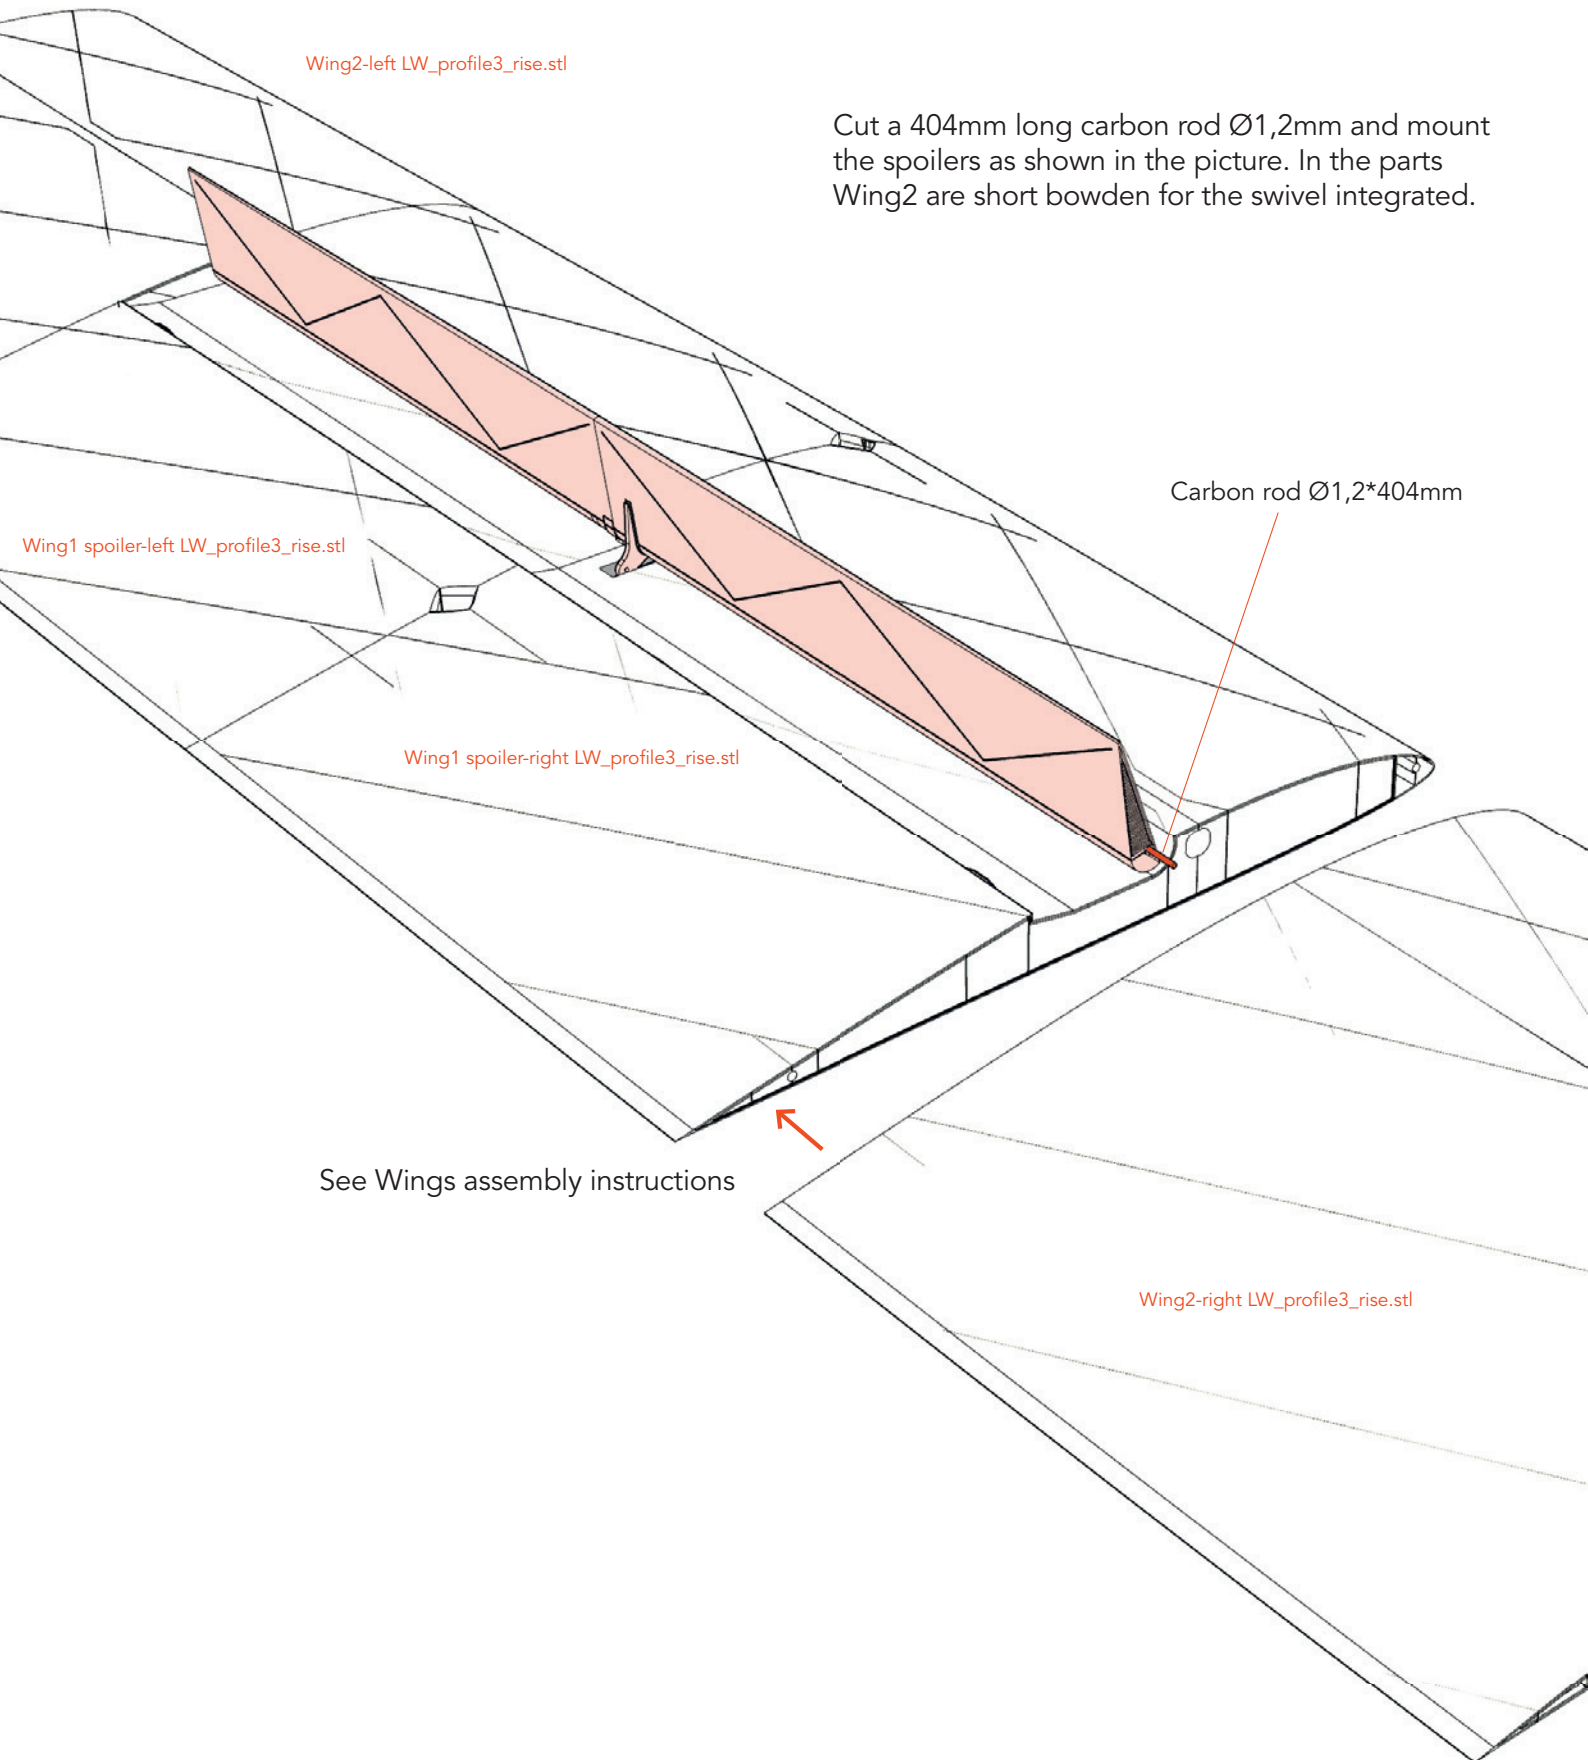 Wing2-left LW_profile3_rise.stl
Cut a 404mm long carbon rod Ø1,2mm and mount
the spoilers as shown in the picture. In the parts
Wing2 are short bowden for the swivel integrated.
Carbon rod Ø1,2*404mm
Wing1 spoiler-left LW_profile3_rise.stl
Wing1 spoiler-right LW_profile3_rise.stl
See Wings assembly instructions
Wing2-right LW_profile3_rise.stl